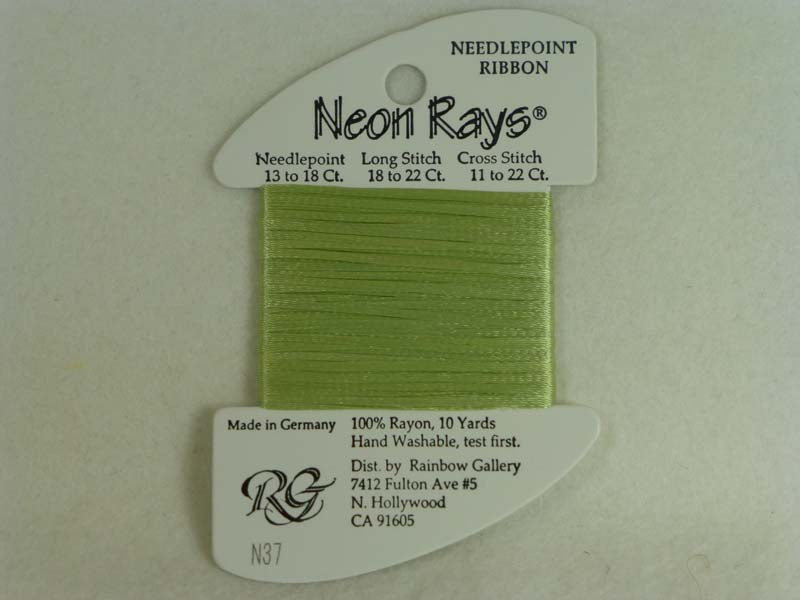 NEEDLEPOINT
RIBBON
Neon Rays®
Needlepoint Long Stitch Cross Stitch
13 to 18 Ct. 18 to 22 Ct. 11 to 22 Ct.
Made in Germany
100% Rayon, 10 Yards
Hand Washable, test first.
Dist. by Rainbow Gallery
7412 Fulton Ave #5
N. Hollywood
CA 91605
RG
N37